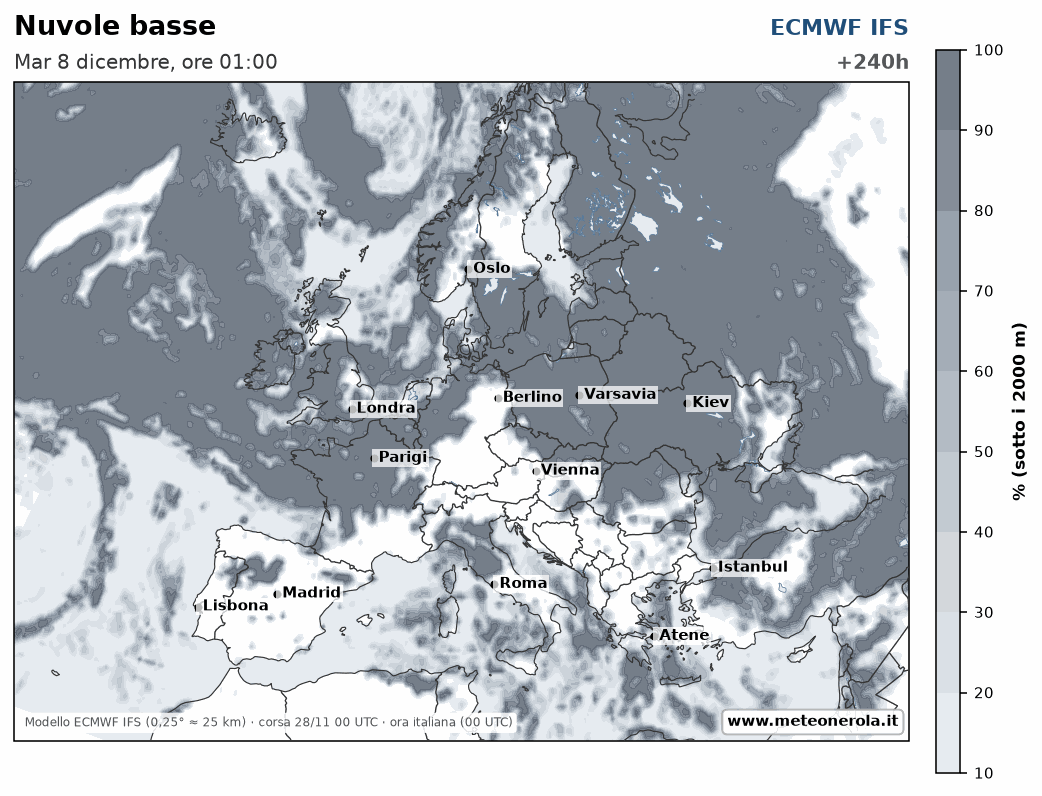 Nuvole basse
ECMWF IFS
Mar 8 dicembre, ore 01:00
+240h
100
90
80
70
60
50
40
30
20
10
% (sotto i 2000 m)
Oslo
Berlino
Varsavia
Kiev
Londra
Parigi
Vienna
Istanbul
Roma
Madrid
Lisbona
Atene
Modello ECMWF IFS (0,25° ≈ 25 km) · corsa 28/11 00 UTC · ora italiana (00 UTC)
www.meteonerola.it